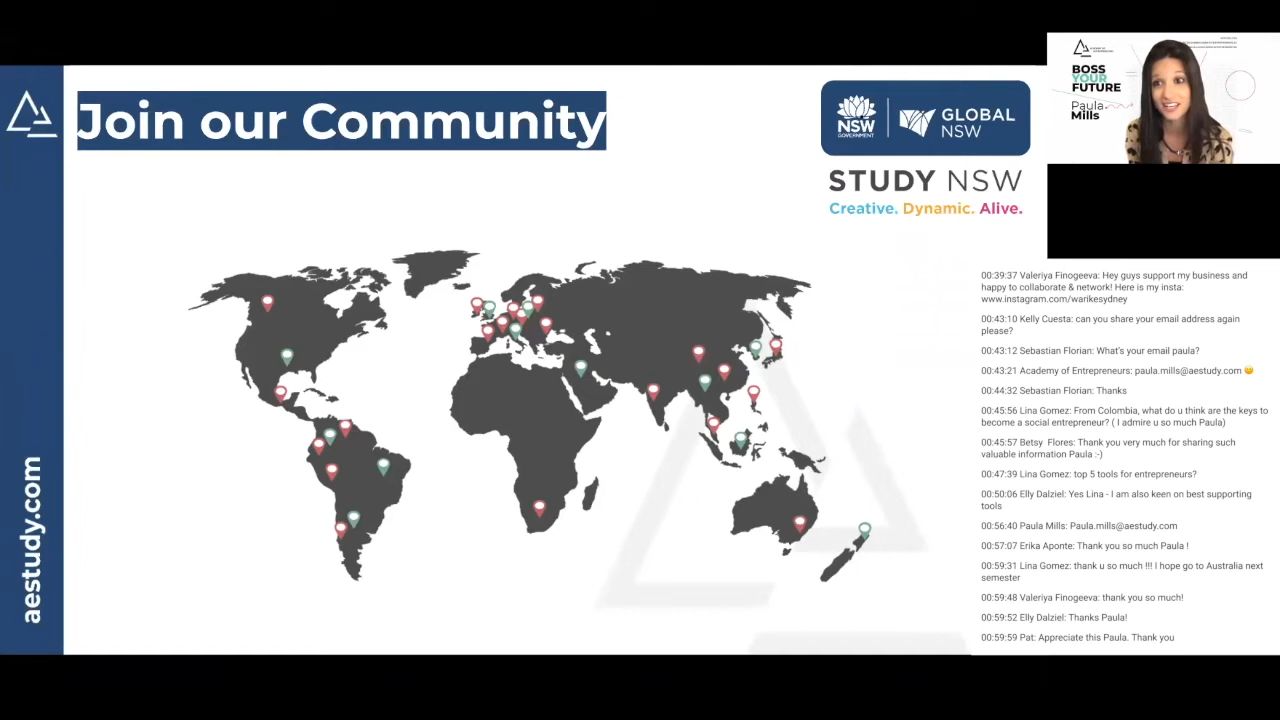 Join our Community
NSW
GOVERNMENT
GLOBAL
NSW
STUDY NSW
Creative. Dynamic. Alive.
aestudy.com
BOSS
YOUR
FUTURE
Paula
Mills
00:39:37 Valeriya Finogeeva: Hey guys support my business and
happy to collaborate & network! Here is my insta:
www.instagram.com/warikesydney
00:43:10 Kelly Cuesta: can you share your email address again
please?
00:43:12 Sebastian Florian: What's your email paula?
00:43:21 Academy of Entrepreneurs: paula.mills@aestudy.com 🙂
00:44:32 Sebastian Florian: Thanks
00:45:56 Lina Gomez: From Colombia, what do u think are the keys to
become a social entrepreneur? ( I admire u so much Paula)
00:45:57 Betsy Flores: Thank you very much for sharing such
valuable information Paula :-)
00:47:39 Lina Gomez: top 5 tools for entrepreneurs?
00:50:06 Elly Dalziel: Yes Lina - I am also keen on best supporting
tools
00:56:40 Paula Mills: Paula.mills@aestudy.com
00:57:07 Erika Aponte: Thank you so much Paula !
00:59:31 Lina Gomez: thank u so much !!! I hope go to Australia next
semester
00:59:48 Valeriya Finogeeva: thank you so much!
00:59:52 Elly Dalziel: Thanks Paula!
00:59:59 Pat: Appreciate this Paula. Thank you